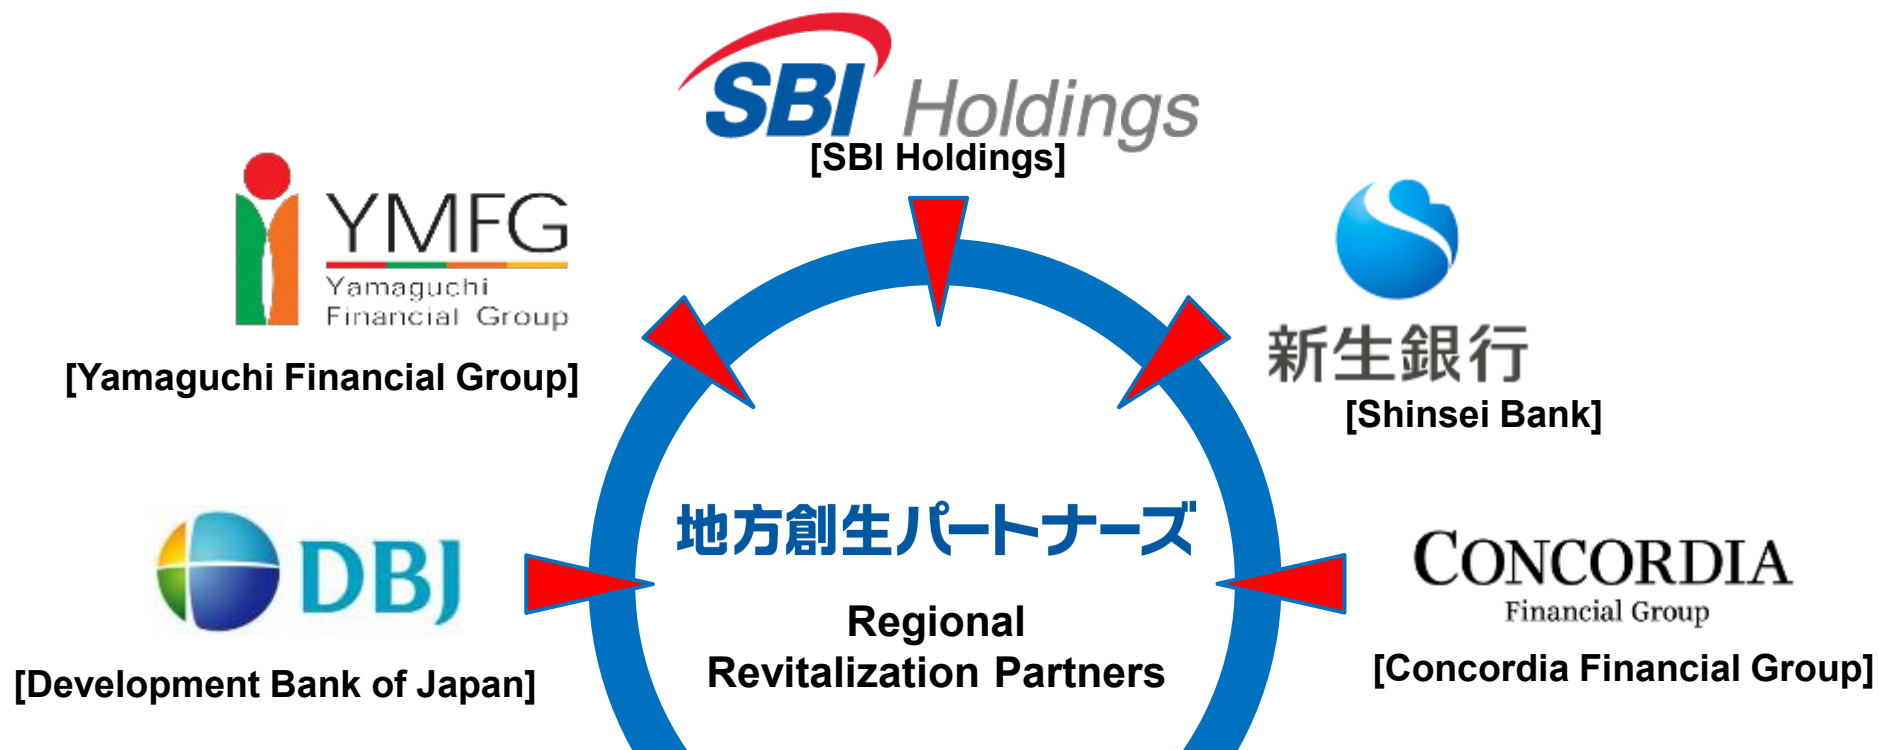 SBI Holdings
[SBI Holdings]
YMFG
Yamaguchi
Financial Group
[Yamaguchi Financial Group]
新生銀行
[Shinsei Bank]
DBJ
[Development Bank of Japan]
地方創生パートナーズ
Regional
Revitalization Partners
CONCORDIA
Financial Group
[Concordia Financial Group]